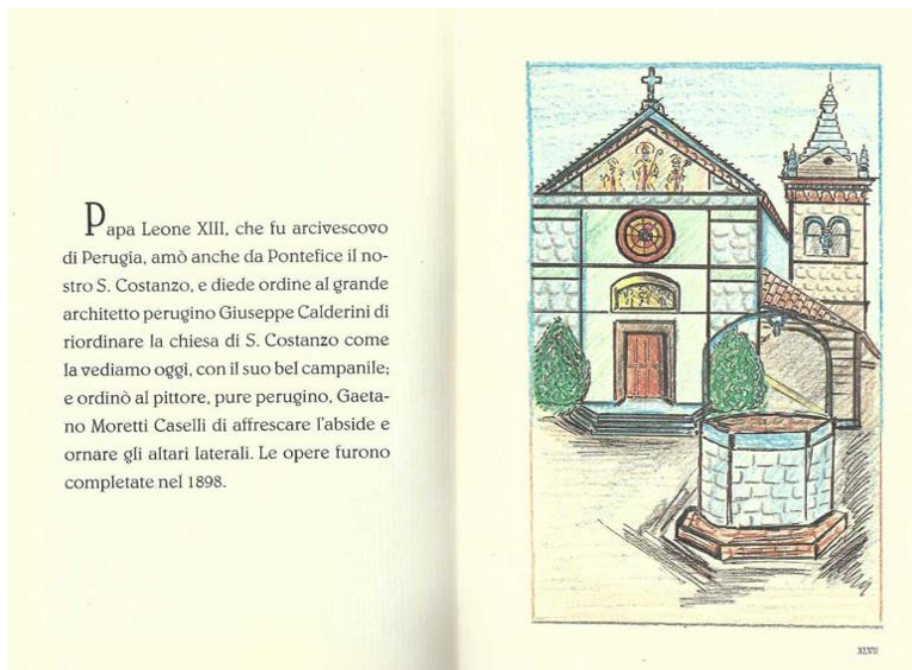 Papa Leone XIII, che fu arcivescovo
di Perugia, amò anche da Pontefice il no-
stro S. Costanzo, e diede ordine al grande
architetto perugino Giuseppe Calderini di
riordinare la chiesa di S. Costanzo come
la vediamo oggi, con il suo bel campanile;
e ordinò al pittore, pure perugino, Gaeta-
no Moretti Caselli di affrescare l'abside e
ornare gli altari laterali. Le opere furono
completate nel 1898.
XLVII